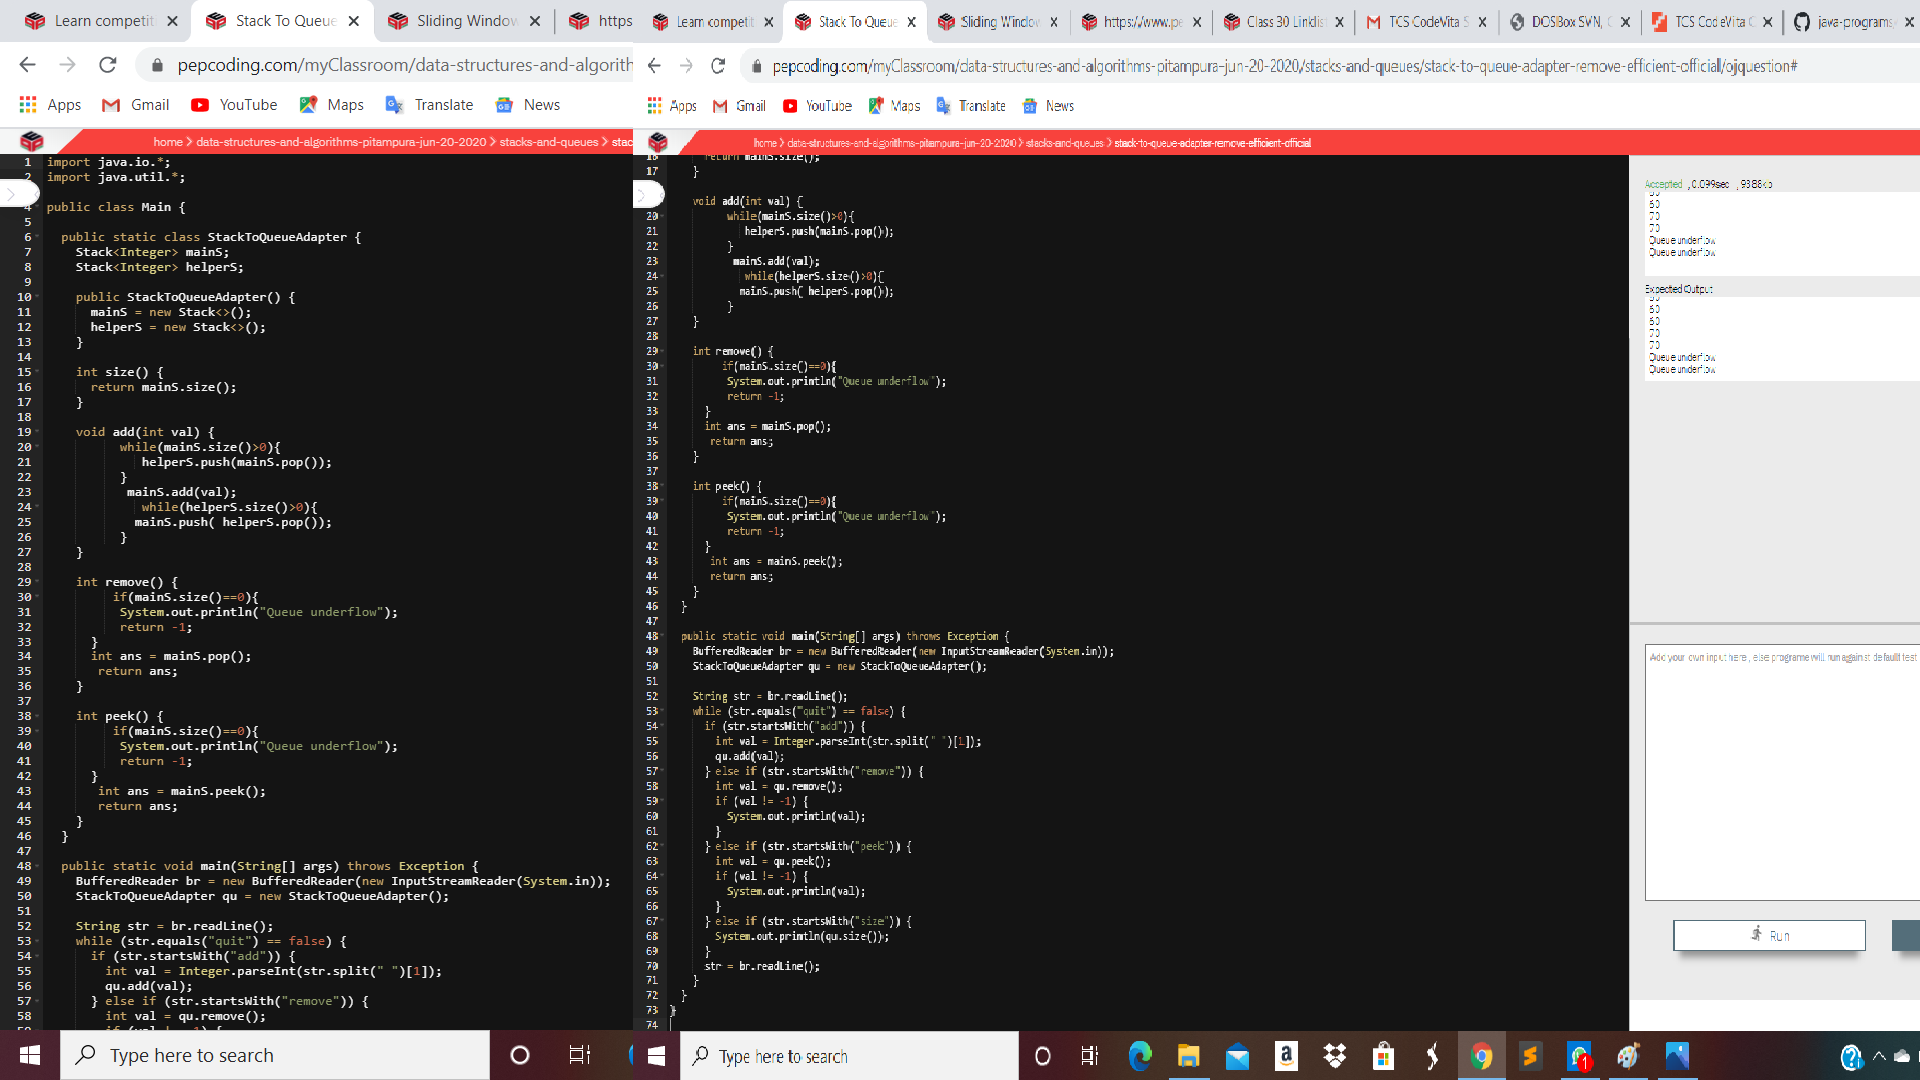 Learn competit
Stack To Queue
Sliding Window
https
pepcoding.com/myClassroom/data-structures-and-algorith
Apps Gmail YouTube Maps Translate News
home > data-structures-and-algorithms-pitampura-jun-20-2020 > stacks-and-queues > stac
1 import java.io.*;
2 import java.util.*;
4 public class Main {
5
6 public static class StackToQueueAdapter {
7 Stack<Integer> mainS;
8 Stack<Integer> helperS;
9
10 public StackToQueueAdapter() {
11 mainS = new Stack<>();
12 helperS = new Stack<>();
13 }
14
15 int size() {
16 return mainS.size();
17 }
18
19 void add(int val) {
20 while(mainS.size()>0){
21 helperS.push(mainS.pop());
22 }
23 mainS.add(val);
24 while(helperS.size()>0){
25 mainS.push( helperS.pop());
26 }
27 }
28
29 int remove() {
30 if(mainS.size()==0){
31 System.out.println("Queue underflow");
32 return -1;
33 }
34 int ans = mainS.pop();
35 return ans;
36 }
37
38 int peek() {
39 if(mainS.size()==0){
40 System.out.println("Queue underflow");
41 return -1;
42 }
43 int ans = mainS.peek();
44 return ans;
45 }
46 }
47
48 public static void main(String[] args) throws Exception {
49 BufferedReader br = new BufferedReader(new InputStreamReader(System.in));
50 StackToQueueAdapter qu = new StackToQueueAdapter();
51
52 String str = br.readLine();
53 while (str.equals("quit") == false) {
54 if (str.startsWith("add")) {
55 int val = Integer.parseInt(str.split(" ")[1]);
56 qu.add(val);
57 } else if (str.startsWith("remove")) {
58 int val = qu.remove();
Type here to search
Learn competit
Stack To Queue
Sliding Window
https://www.pe
Class 30 Linklis
TCS CodeVita S
DOSBox SVN, 
TCS CodeVita C
java-programs
pepcoding.com/myClassroom/data-structures-and-algorithms-pitampura-jun-20-2020/stacks-and-queues/stack-to-queue-adapter-remove-efficient-official/ojquestion#
Apps Gmail YouTube Maps Translate News
home > data-structures-and-algorithms-pitampura-jun-20-2020 > stacks-and-queues > stack-to-queue-adapter-remove-efficient-official
16 return mainS.size();
17 }
void add(int val) {
20 while(mainS.size()>0){
21 helperS.push(mainS.pop());
22 }
23 mainS.add(val);
24 while(helperS.size()>0){
25 mainS.push( helperS.pop());
26 }
27 }
28
29 int remove() {
30 if(mainS.size()==0){
31 System.out.println("Queue underflow");
32 return -1;
33 }
34 int ans = mainS.pop();
35 return ans;
36 }
37
38 int peek() {
39 if(mainS.size()==0){
40 System.out.println("Queue underflow");
41 return -1;
42 }
43 int ans = mainS.peek();
44 return ans;
45 }
46 }
47
48 public static void main(String[] args) throws Exception {
49 BufferedReader br = new BufferedReader(new InputStreamReader(System.in));
50 StackToQueueAdapter qu = new StackToQueueAdapter();
51
52 String str = br.readLine();
53 while (str.equals("quit") == false) {
54 if (str.startsWith("add")) {
55 int val = Integer.parseInt(str.split(" ")[1]);
56 qu.add(val);
57 } else if (str.startsWith("remove")) {
58 int val = qu.remove();
59 if (val != -1) {
60 System.out.println(val);
61 }
62 } else if (str.startsWith("peek")) {
63 int val = qu.peek();
64 if (val != -1) {
65 System.out.println(val);
66 }
67 } else if (str.startsWith("size")) {
68 System.out.println(qu.size());
69 }
70 str = br.readLine();
71 }
72 }
73 }
74
Accepted , 0.099sec , 9388kb
60
70
70
Queue underflow
Queue underflow
Expected Output
60
60
70
70
Queue underflow
Queue underflow
Add your own input here , else programe will run against default test
Run
Type here to search
1